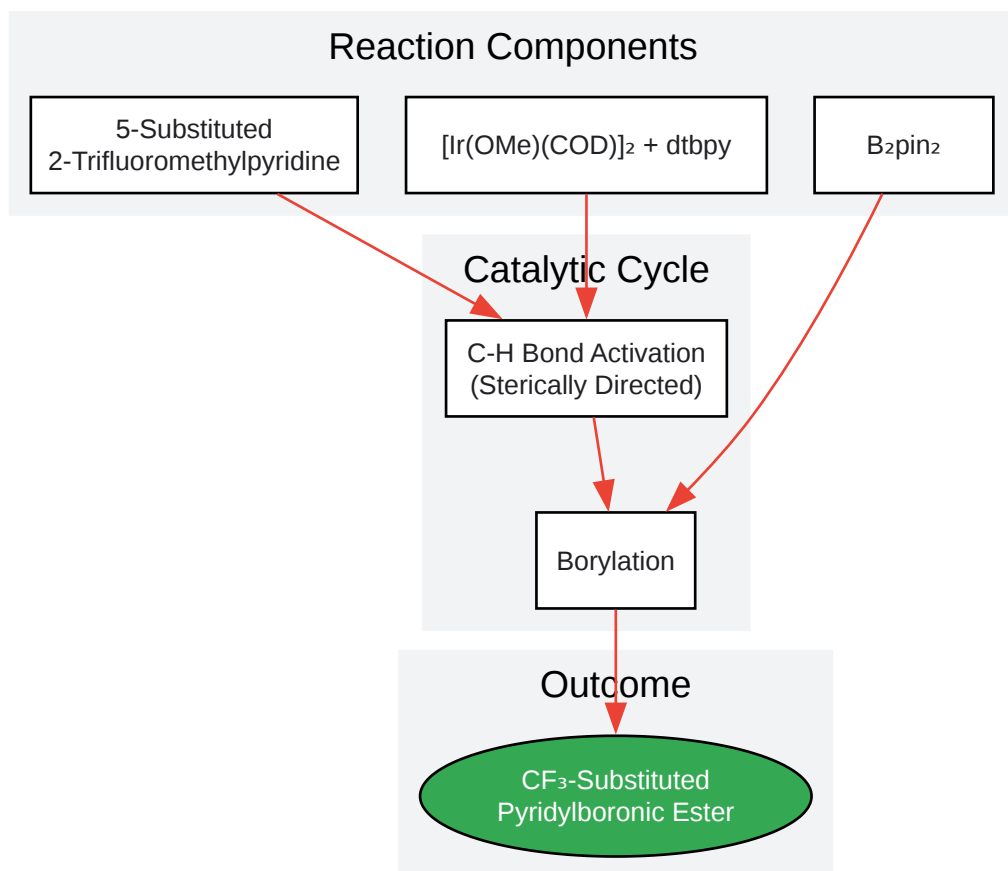 Reaction Components
5-Substituted
2-Trifluoromethylpyridine
[Ir(OMe)(COD)]₂ + dtbpy
B₂pin₂
Catalytic Cycle
C-H Bond Activation
(Sterically Directed)
Borylation
Outcome
CF₃-Substituted
Pyridylboronic Ester